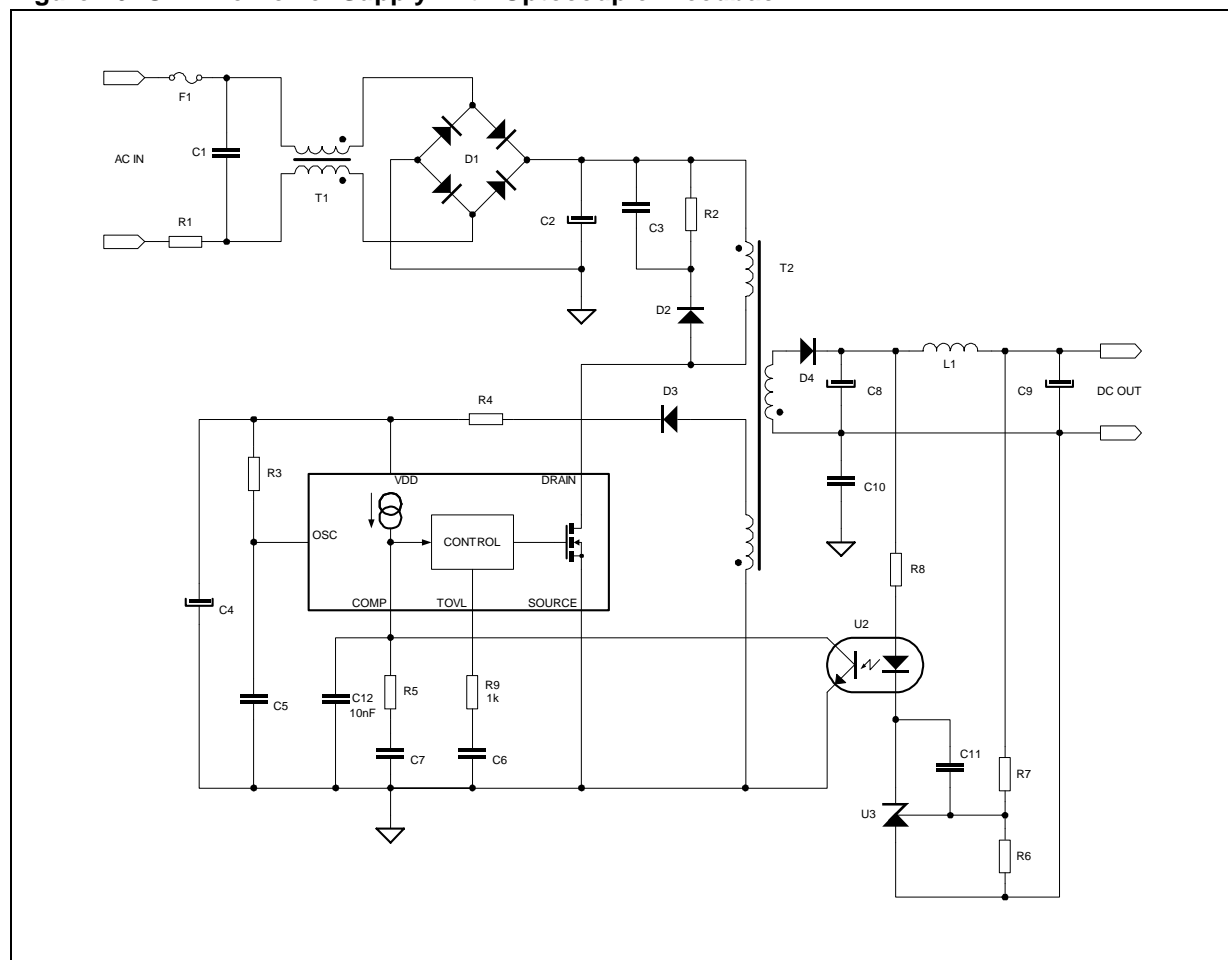 F1
AC IN
C1
R1
T1
D1
C2
C3
R2
D2
T2
D4
C8
L1
C9
DC OUT
C10
R4
D3
R3
VDD
DRAIN
OSC
CONTROL
COMP
TOVL
SOURCE
C4
R8
U2
C5
C12
10nF
R5
R9
1k
C7
C6
C11
R7
U3
R6